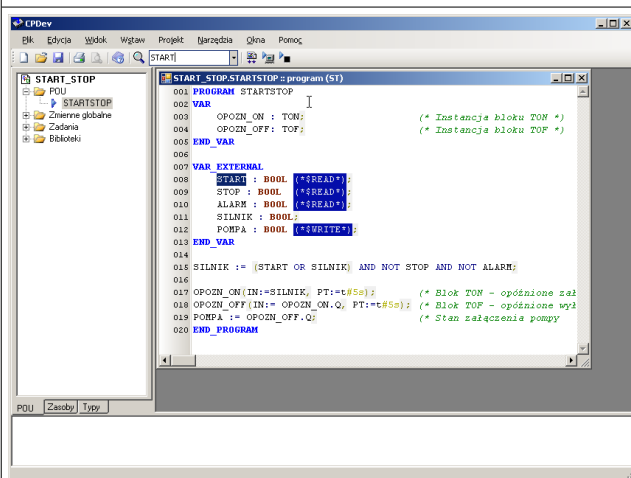 CPDev
Plik Edycja Widok Wstaw Projekt Narzędzia Okna Pomoc
START
START_STOP
POU
STARTSTOP
Zmienne globalne
Zadania
Biblioteki
POU Zasoby Typy
START_STOP.STARTSTOP :: program (ST)
001 PROGRAM STARTSTOP
002 VAR
003 OPOZN_ON : TON; (* Instancja bloku TON *)
004 OPOZN_OFF: TOF; (* Instancja bloku TOF *)
005 END_VAR
006
007 VAR_EXTERNAL
008 START : BOOL (*$READ*);
009 STOP : BOOL (*$READ*);
010 ALARM : BOOL (*$READ*);
011 SILNIK : BOOL;
012 POMPA : BOOL (*$WRITE*);
013 END_VAR
014
015 SILNIK := (START OR SILNIK) AND NOT STOP AND NOT ALARM;
016
017 OPOZN_ON(IN:=SILNIK, PT:=t#5s); (* Blok TON - opóźnione zał
018 OPOZN_OFF(IN:= OPOZN_ON.Q, PT:=t#5s); (* Blok TOF - opóźnione wył
019 POMPA := OPOZN_OFF.Q; (* Stan załączenia pompy
020 END_PROGRAM